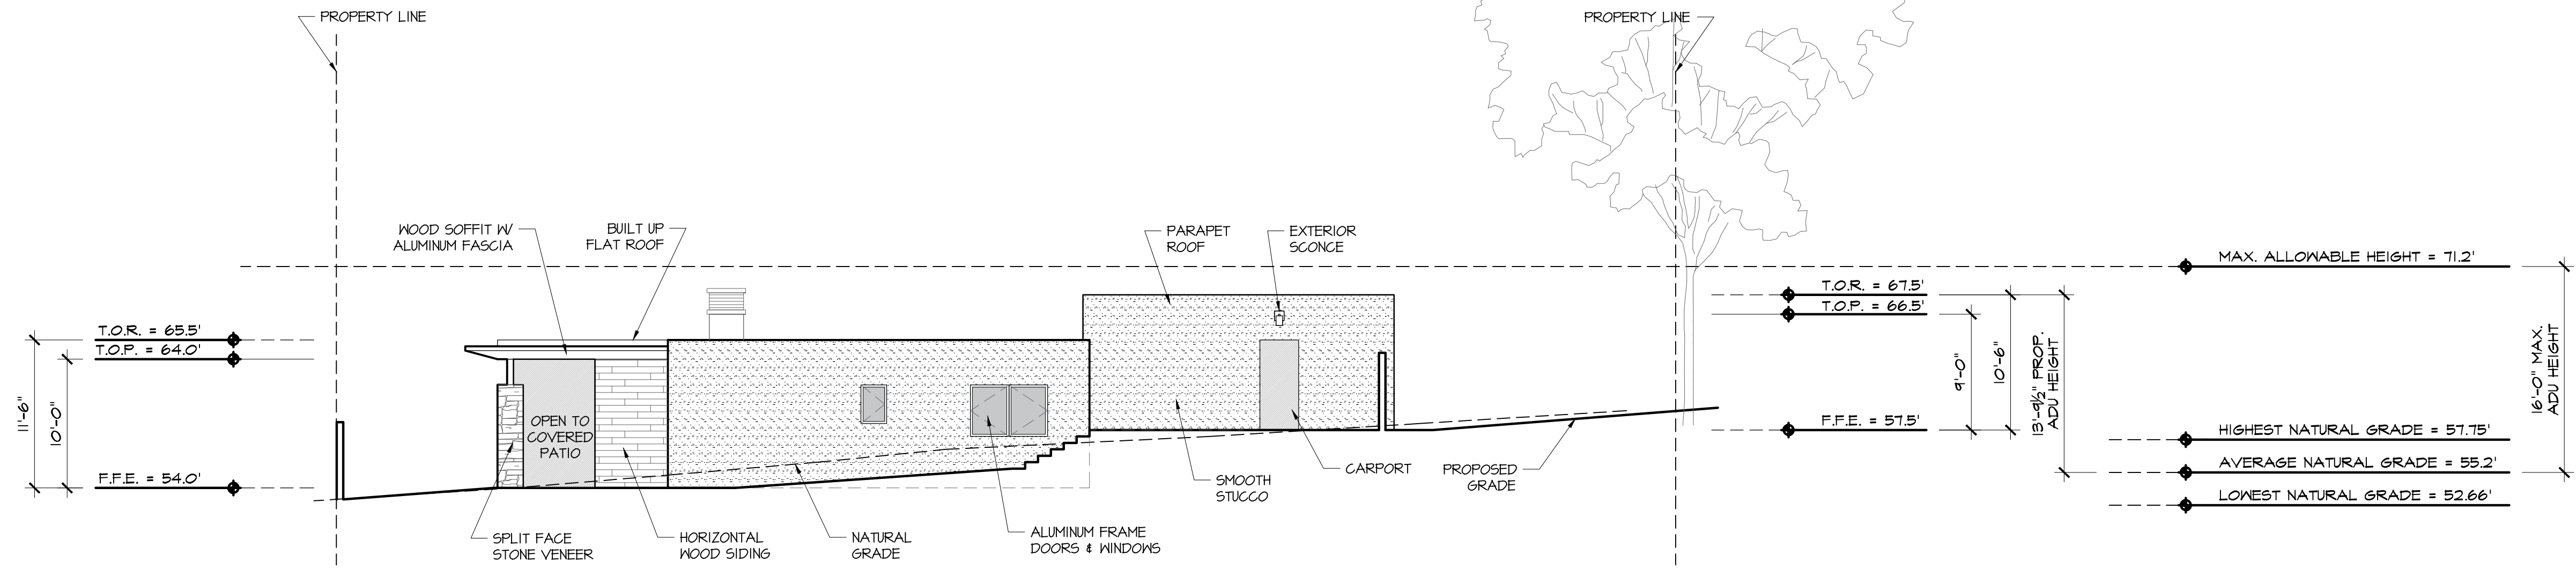 PROPERTY LINE
PROPERTY LINE
WOOD SOFFIT W/
ALUMINUM FASCIA
BUILT UP
FLAT ROOF
PARAPET
ROOF
EXTERIOR
SCONCE
MAX. ALLOWABLE HEIGHT = 71.2'
T.O.R. = 67.5'
T.O.P. = 66.5'
T.O.R. = 65.5'
T.O.P. = 64.0'
11'-6"
10'-0"
9'-0"
10'-6"
13'-9½" PROP.
ADU HEIGHT
16'-0" MAX.
ADU HEIGHT
OPEN TO
COVERED
PATIO
F.F.E. = 57.5'
F.F.E. = 54.0'
HIGHEST NATURAL GRADE = 57.75'
AVERAGE NATURAL GRADE = 55.2'
LOWEST NATURAL GRADE = 52.66'
SMOOTH
STUCCO
CARPORT
PROPOSED
GRADE
SPLIT FACE
STONE VENEER
HORIZONTAL
WOOD SIDING
NATURAL
GRADE
ALUMINUM FRAME
DOORS & WINDOWS